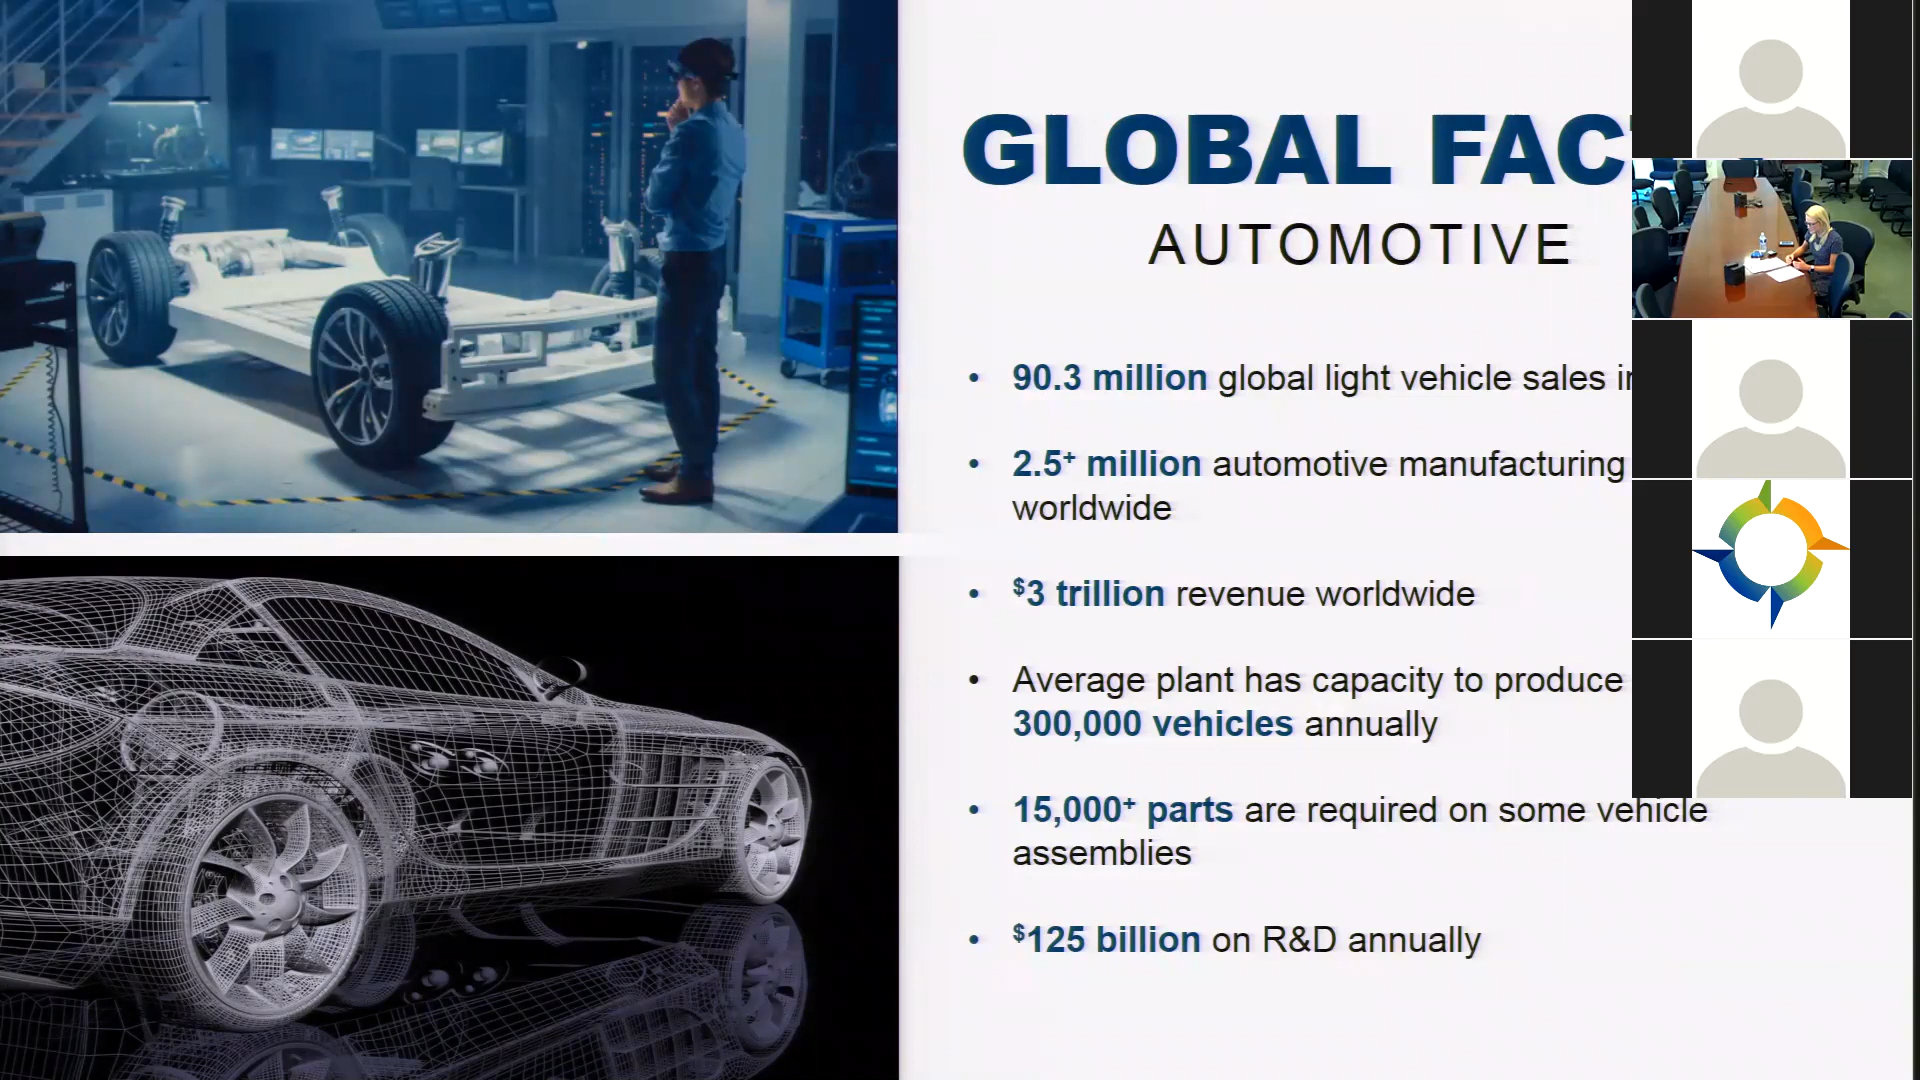 GLOBAL FAC
AUTOMOTIVE
• 90.3 million global light vehicle sales
• 2.5+ million automotive manufacturing
worldwide
• $3 trillion revenue worldwide
• Average plant has capacity to produce
300,000 vehicles annually
• 15,000+ parts are required on some vehicle
assemblies
• $125 billion on R&D annually